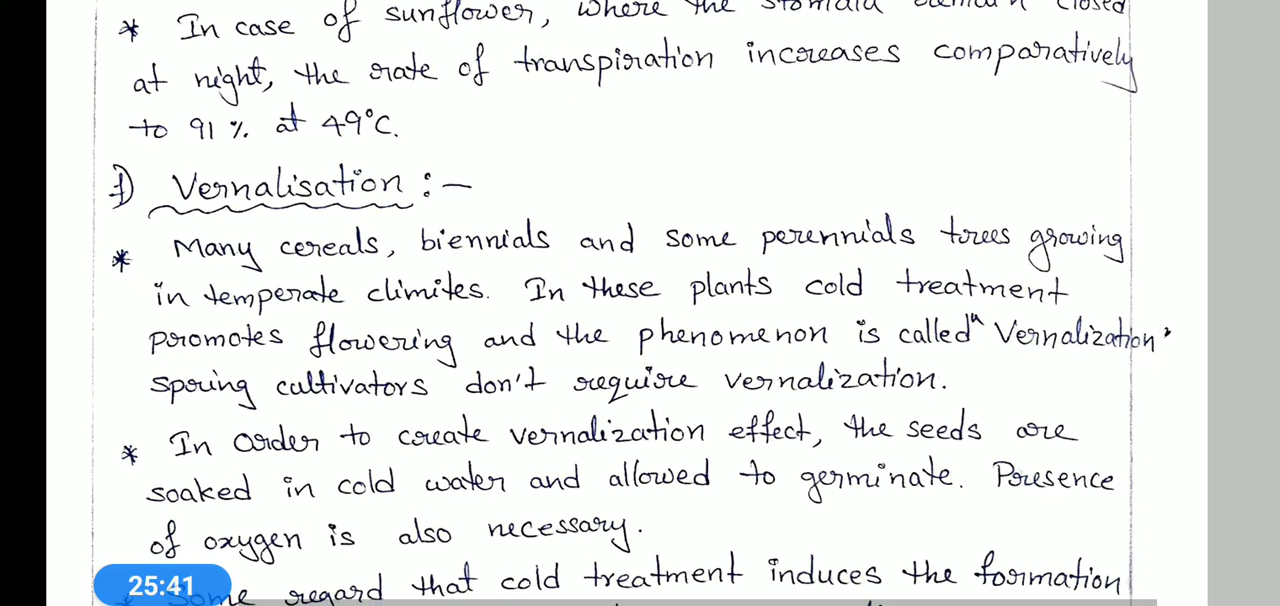 * In case of sunflower, where the stomata remain closed
at night, the rate of transpiration increases comparatively
to 91 % at 49°C.
f) Vernalisation : —
* Many cereals, biennials and some perennials trees growing
in temperate climites. In these plants cold treatment
promotes flowering and the phenomenon is called "Vernalization"
spring cultivators don't require vernalization.
* In order to create vernalization effect, the seeds are
soaked in cold water and allowed to germinate. Presence
of oxygen is also necessary.
* Some regard that cold treatment induces the formation
25:41